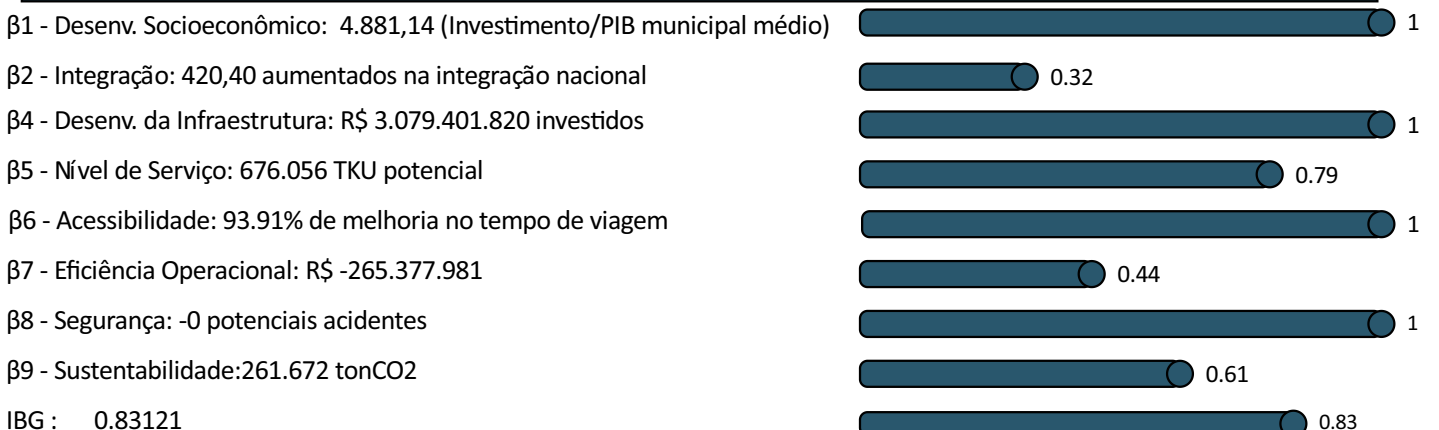 β1 - Desenv. Socioeconômico:  4.881,14 (Investimento/PIB municipal médio) 1
β2 - Integração: 420,40 aumentados na integração nacional 0.32
β4 - Desenv. da Infraestrutura: R$ 3.079.401.820 investidos 1
β5 - Nível de Serviço: 676.056 TKU potencial 0.79
β6 - Acessibilidade: 93.91% de melhoria no tempo de viagem 1
β7 - Eficiência Operacional: R$ -265.377.981 0.44
β8 - Segurança: -0 potenciais acidentes 1
β9 - Sustentabilidade:261.672 tonCO2 0.61
IBG :    0.83121 0.83